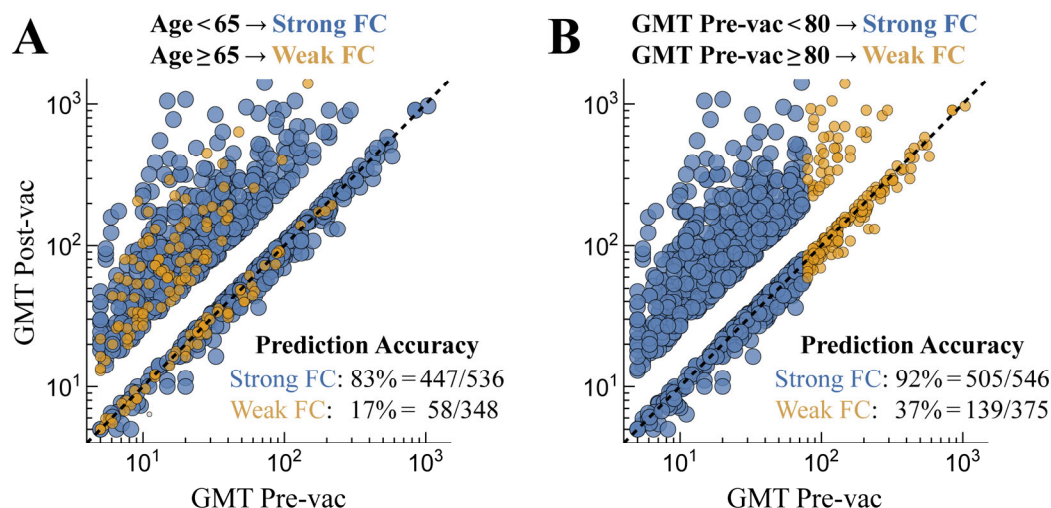 A
Age < 65 → Strong FC
Age ≥ 65 → Weak FC
GMT Post-vac
10³
10²
10¹
Prediction Accuracy
Strong FC: 83% = 447/536
Weak FC: 17% = 58/348
10¹ 10² 10³
GMT Pre-vac
B
GMT Pre-vac < 80 → Strong FC
GMT Pre-vac ≥ 80 → Weak FC
10³
10²
10¹
Prediction Accuracy
Strong FC: 92% = 505/546
Weak FC: 37% = 139/375
10¹ 10² 10³
GMT Pre-vac